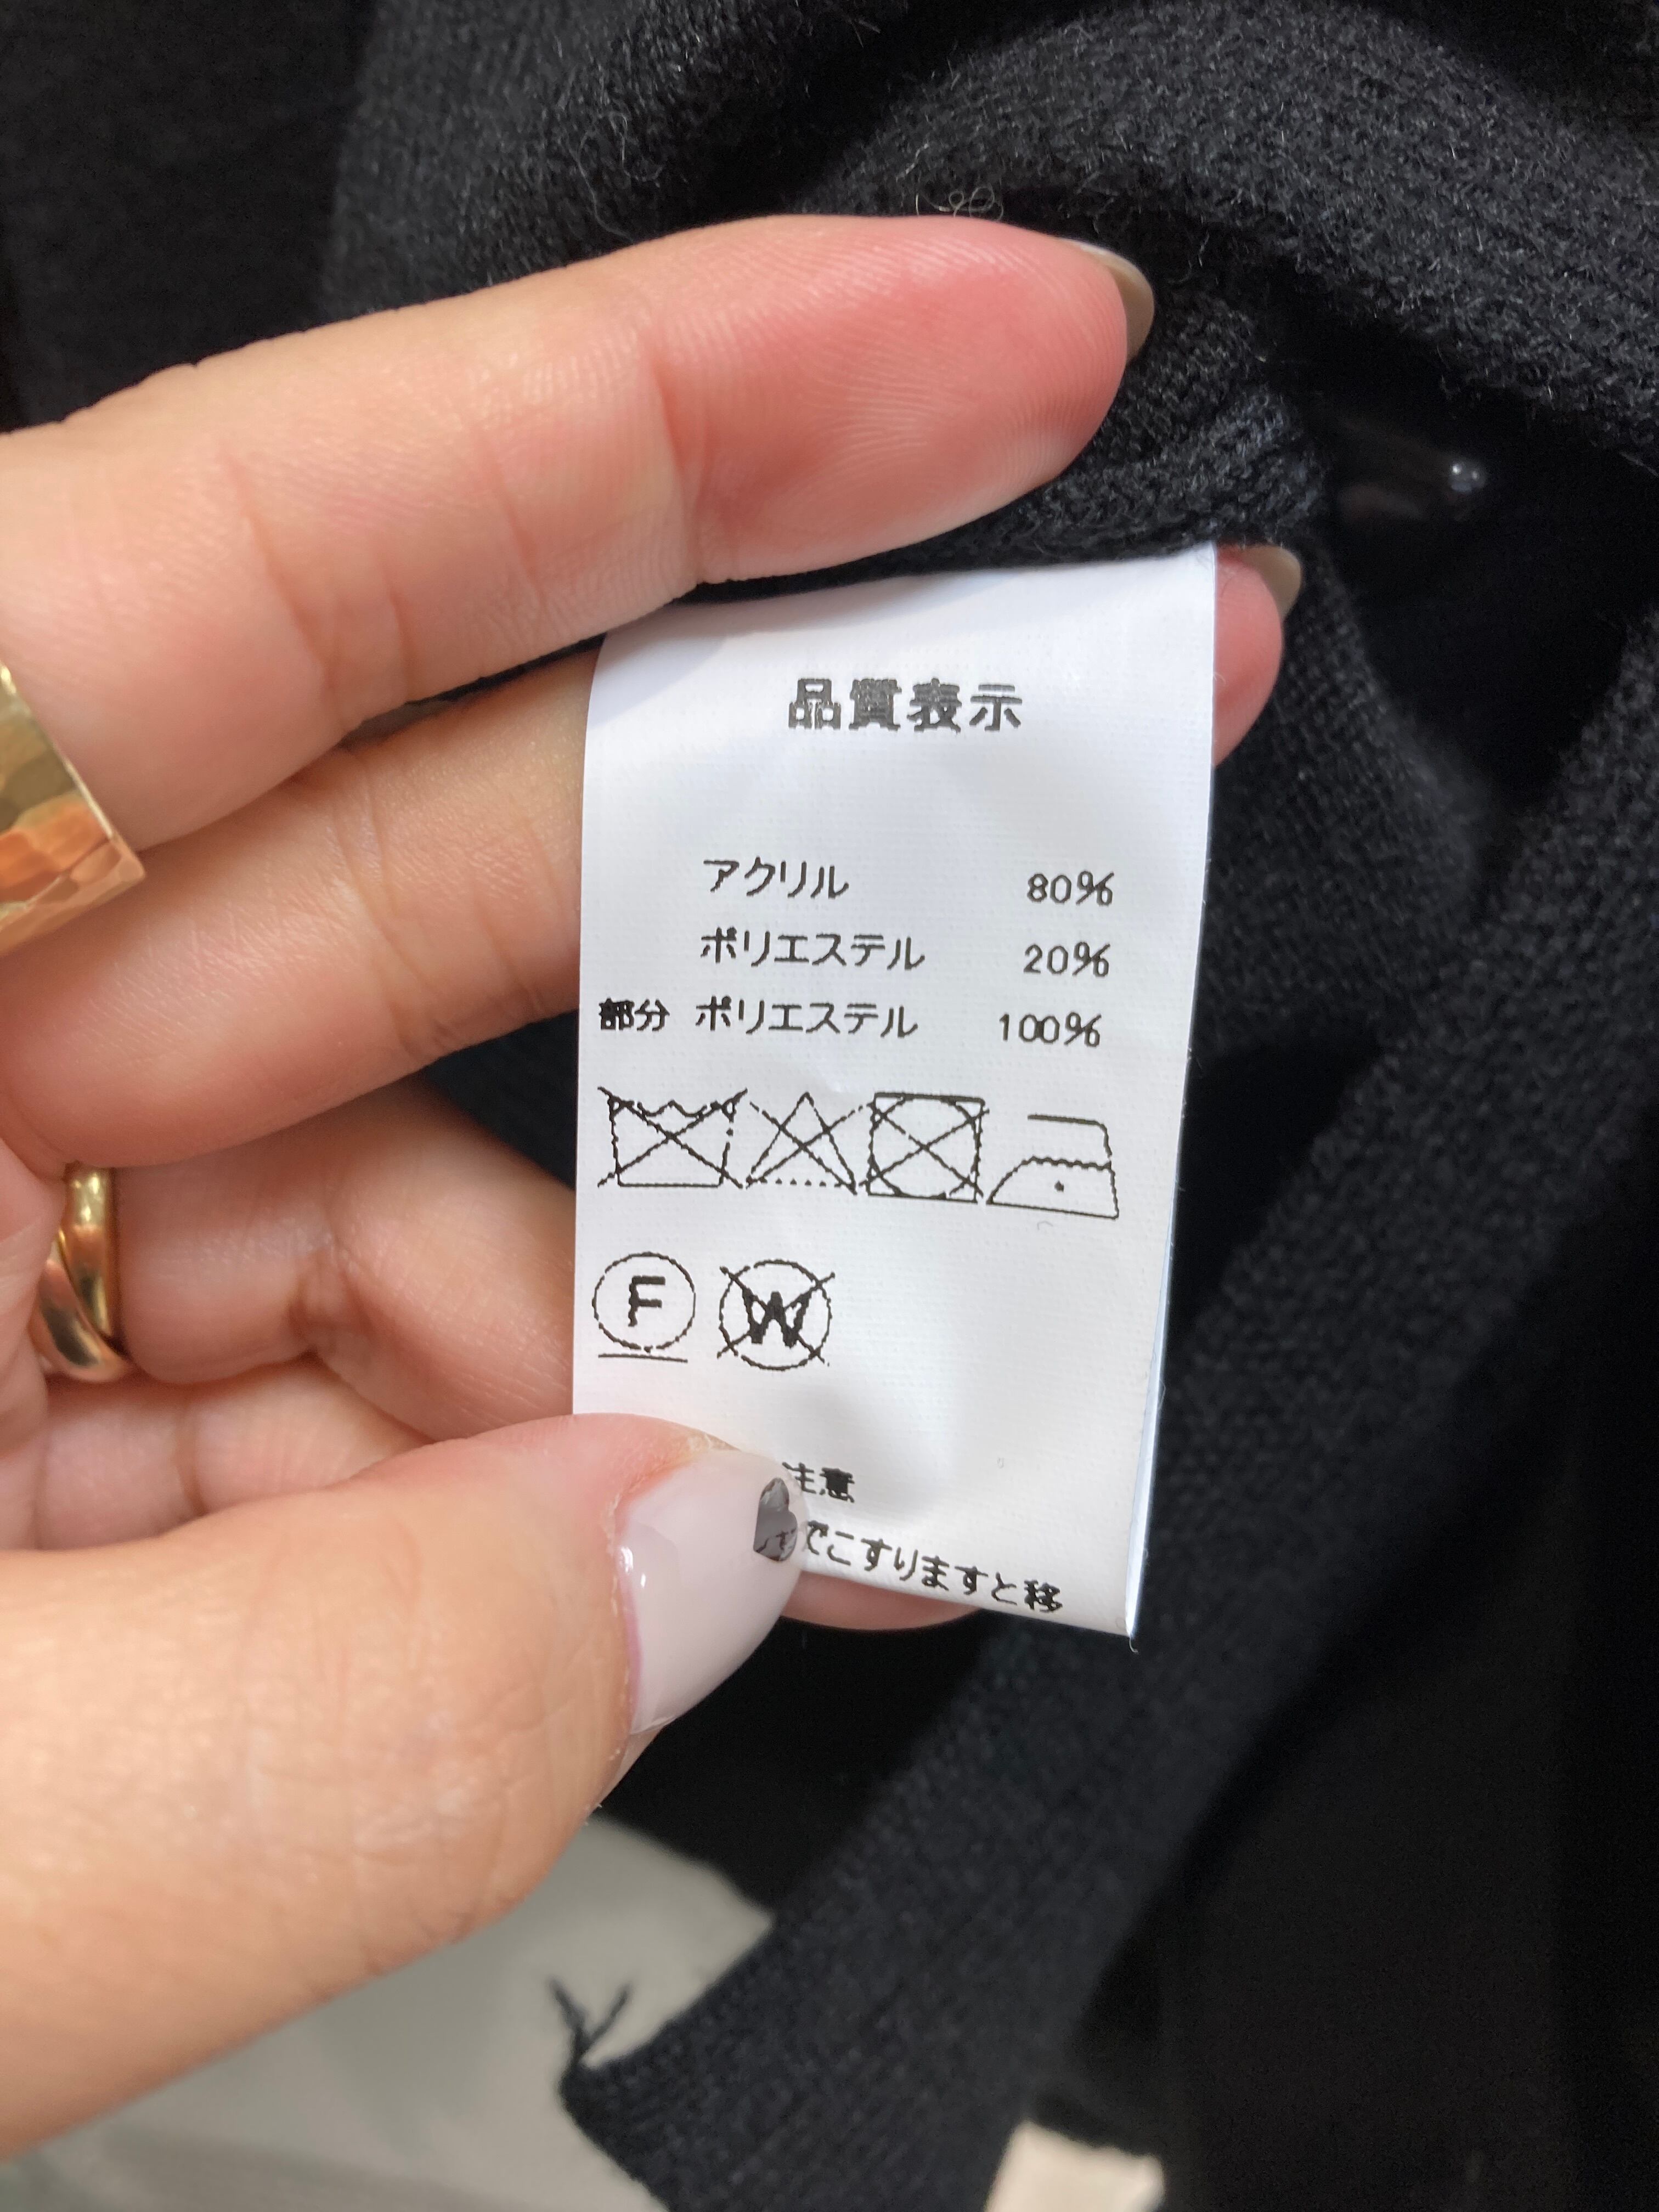 品質表示
アクリル 80%
ポリエステル 20%
部分 ポリエステル 100%
F W
注意
でこすりますと移